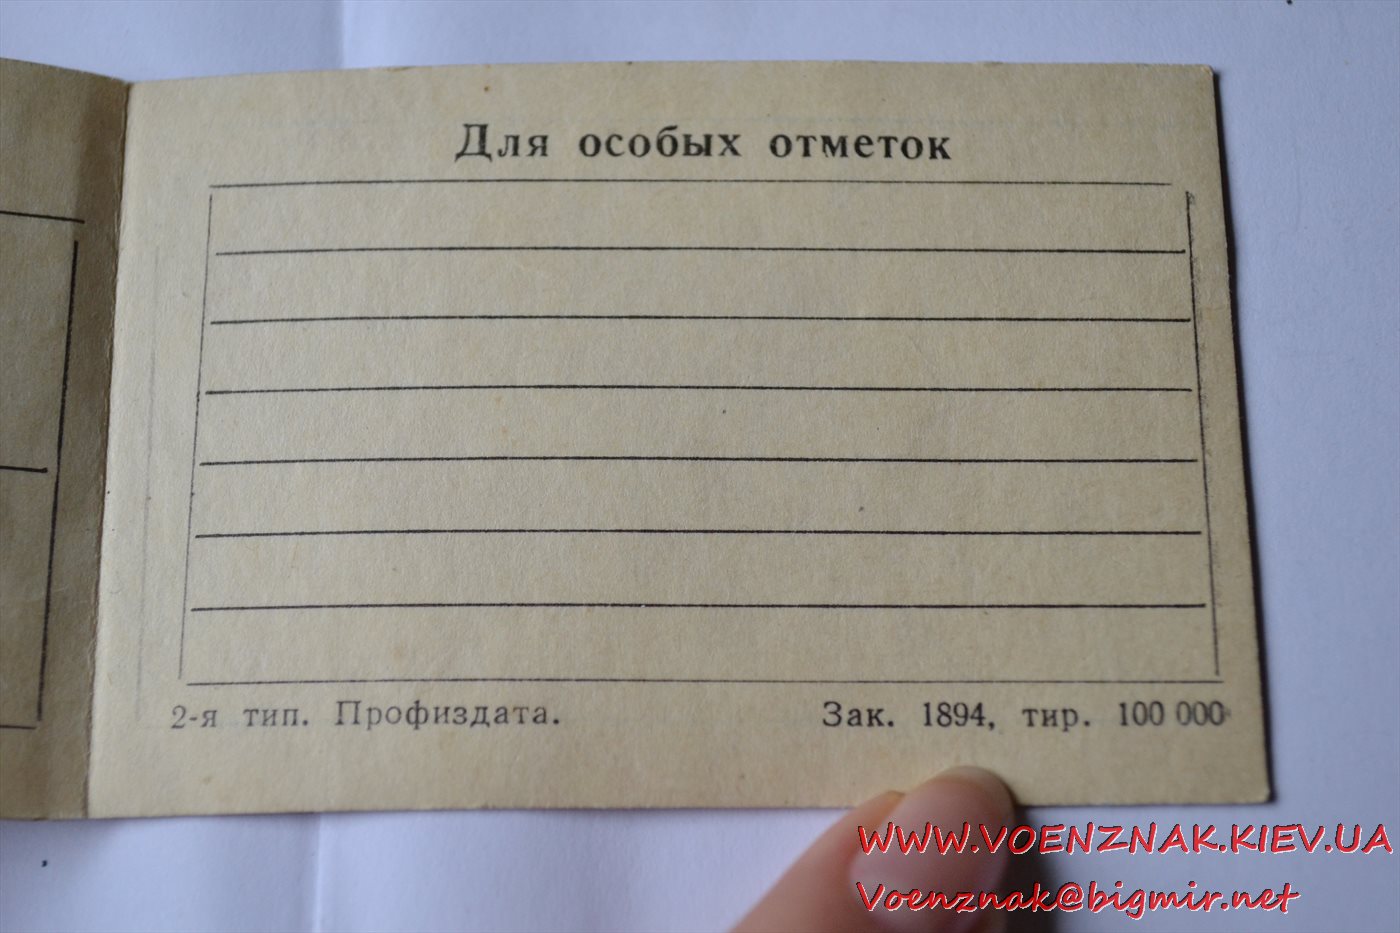 Для особых отметок
2-я тип. Профиздата.
Зак. 1894, тир. 100 000
WWW.VOENZNAK.KIEV.UA
Voenznak@bigmir.net